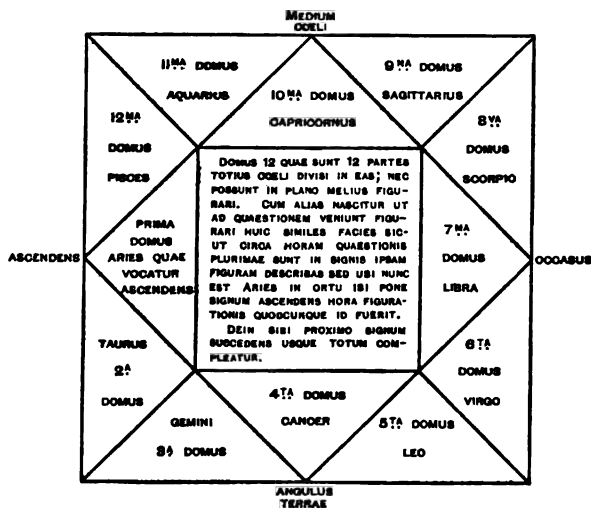 MEDIUM
COELI
11MA DOMUS
AQUARIUS
10MA DOMUS
CAPRICORNUS
9NA DOMUS
SAGITTARIUS
12MA
DOMUS
PISCES
8VA
DOMUS
SCORPIO
DOMUS 12 QUAE SUNT 12 PARTES
TOTIUS COELI DIVISI IN EAS; NEC
POSSUNT IN PLANO MELIUS FIGU-
RARI. CUM ALIAS NASCITUR UT
AD QUAESTIONEM VENIUNT FIGU-
RARI HUIC SIMILES FACIES SIC-
UT CIRCA HORAM QUAESTIONIS
PLURIMAE SUNT IN SIGNIS IPSAM
FIGURAM DESCRIBAS SED UBI NUNC
EST ARIES IN ORTU IBI PONE
SIGNUM ASCENDENS HORA FIGURA-
TIONIS QUODCUNQUE ID FUERIT.
DEIN SIBI PROXIMO SIGNUM
SUCCEDENS USQUE TOTUM COM-
PLEATUR.
ASCENDENS
PRIMA
DOMUS
ARIES QUAE
VOCATUR
ASCENDENS
7MA
DOMUS
LIBRA
OCCASUS
TAURUS
2A
DOMUS
6TA
DOMUS
VIRGO
GEMINI
3A DOMUS
4TA DOMUS
CANCER
5TA DOMUS
LEO
ANGULUS
TERRAE